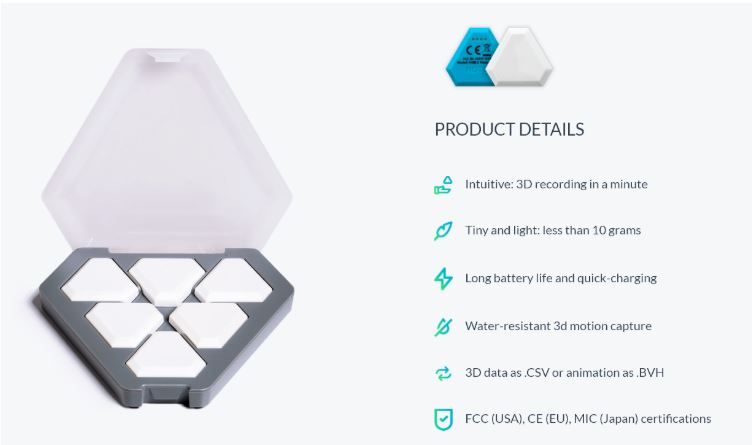 PRODUCT DETAILS
Intuitive: 3D recording in a minute
Tiny and light: less than 10 grams
Long battery life and quick-charging
Water-resistant 3d motion capture
3D data as .CSV or animation as .BVH
FCC (USA), CE (EU), MIC (Japan) certifications